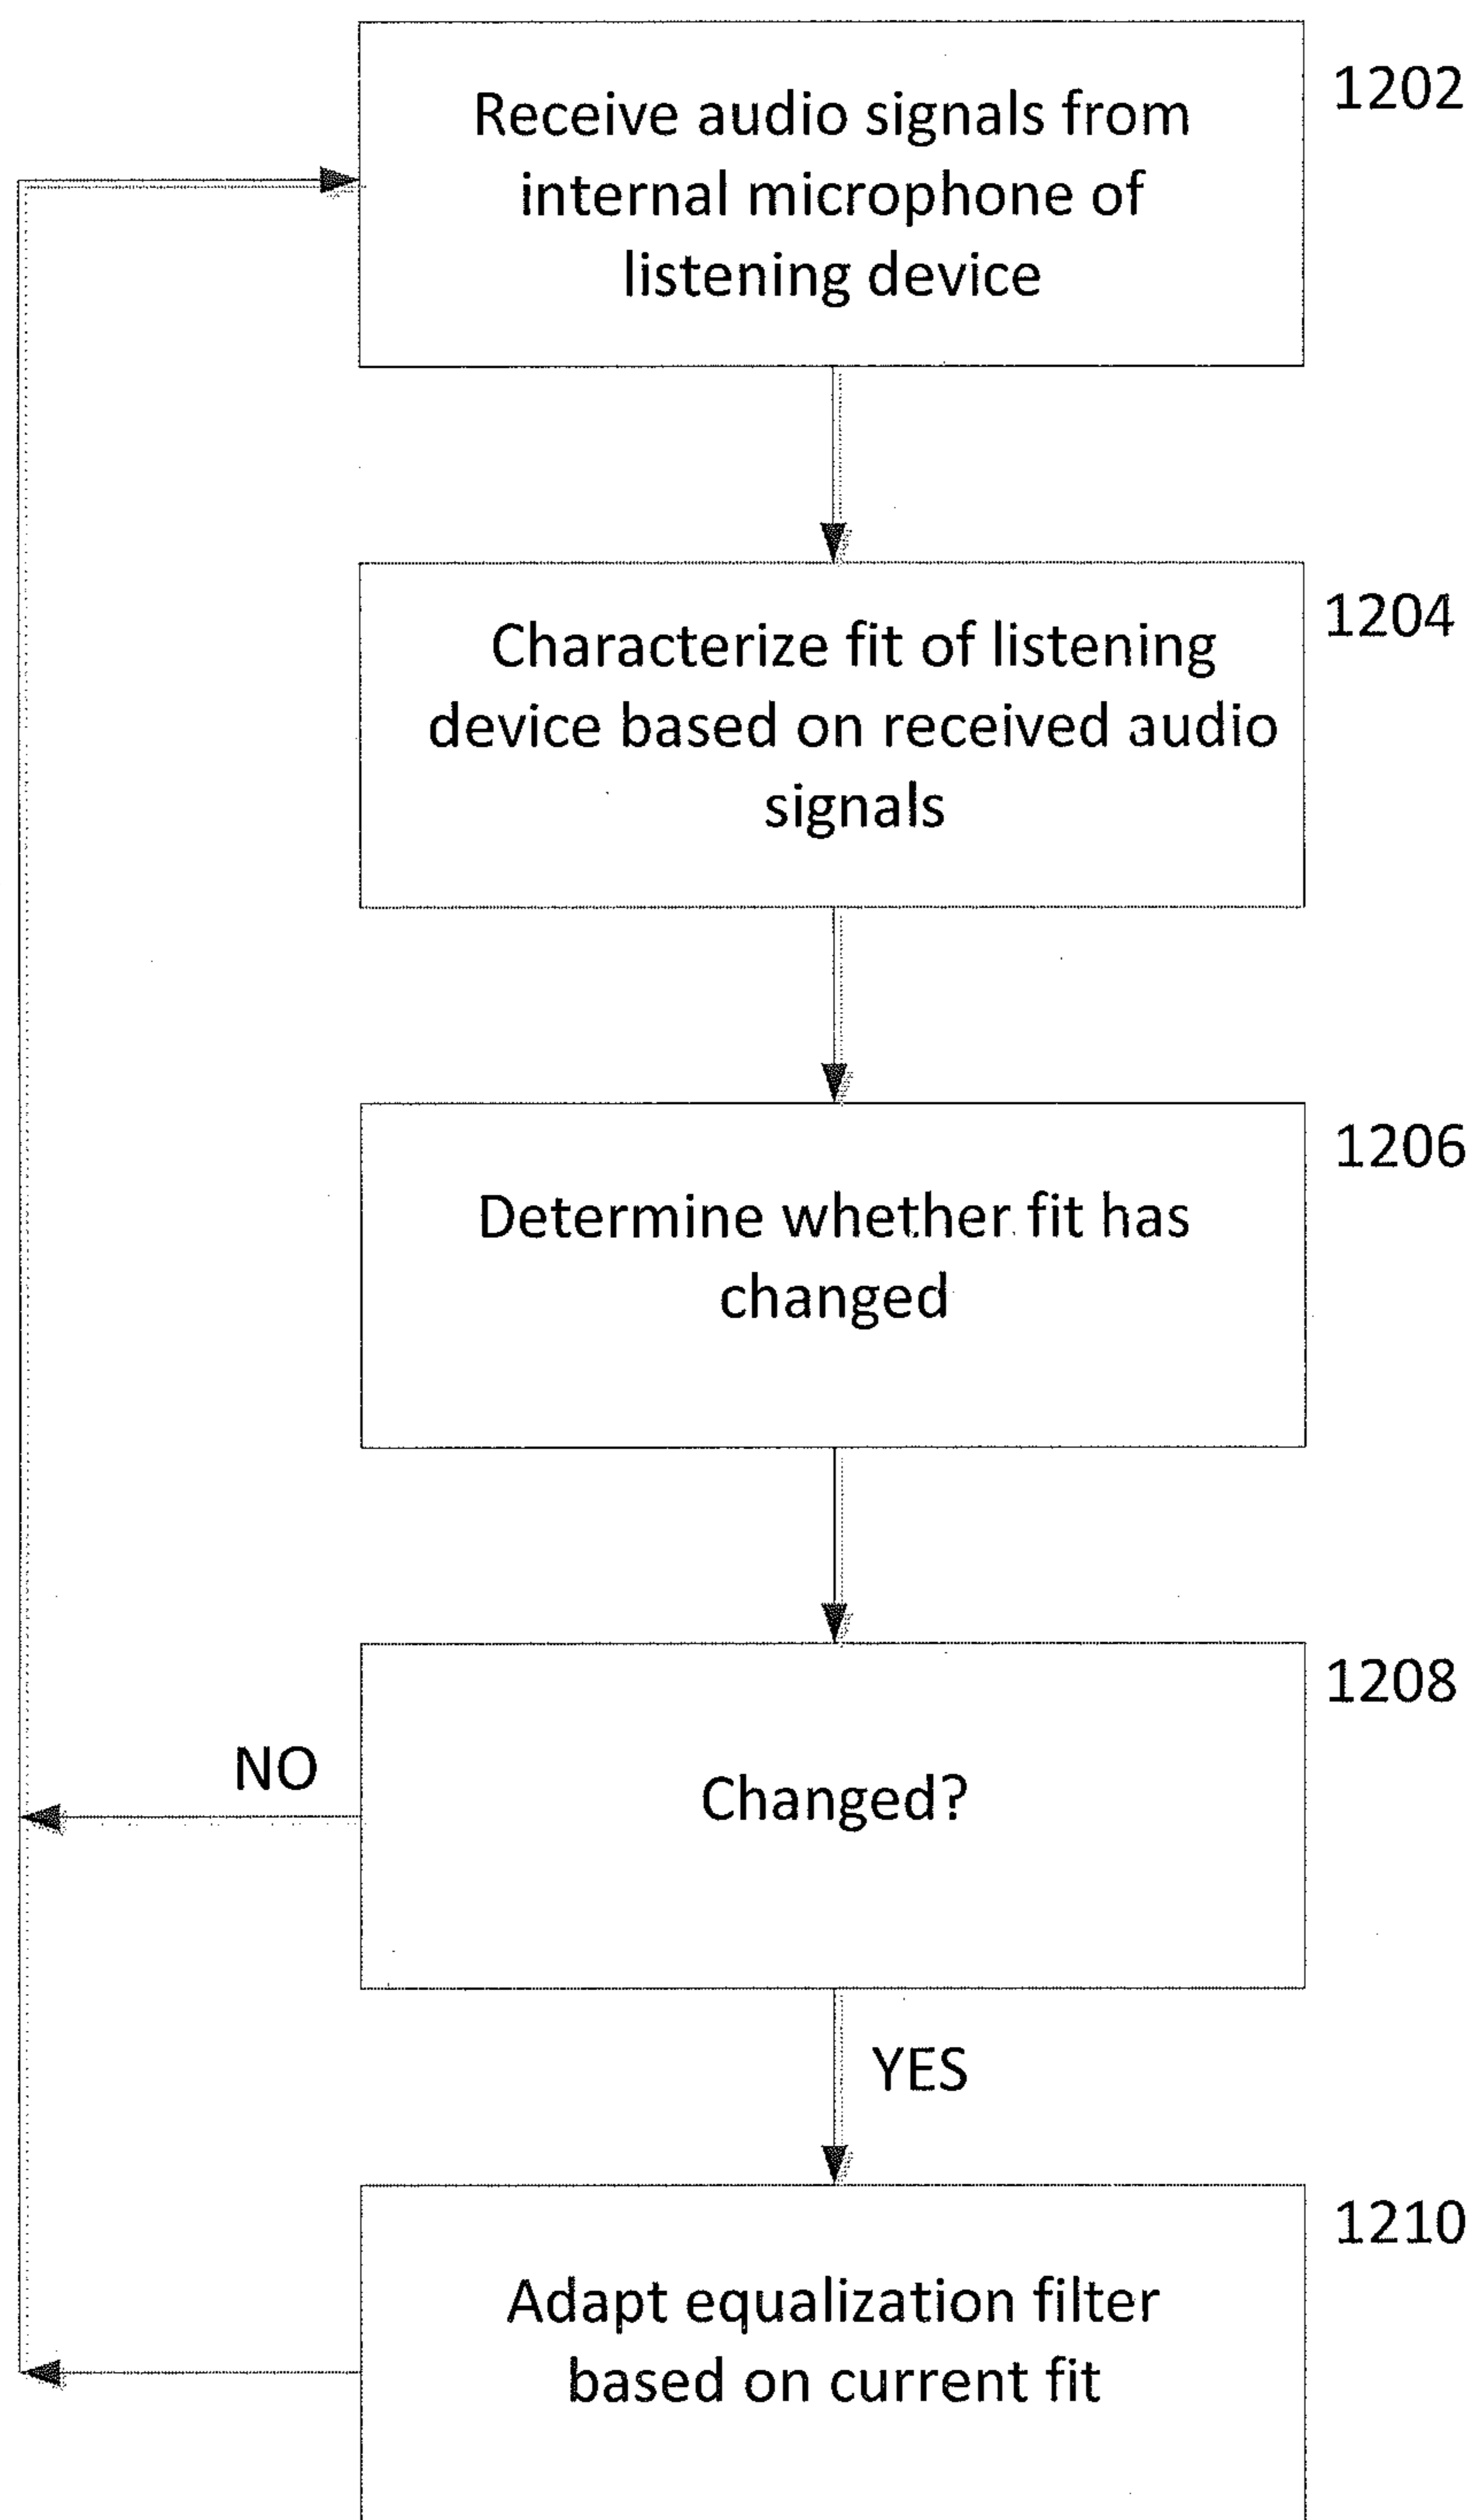 1202
Receive audio signals from
internal microphone of
listening device
1204
Characterize fit of listening
device based on received audio
signals
1206
Determine whether fit has
changed
1208
NO
Changed?
YES
1210
Adapt equalization filter
based on current fit